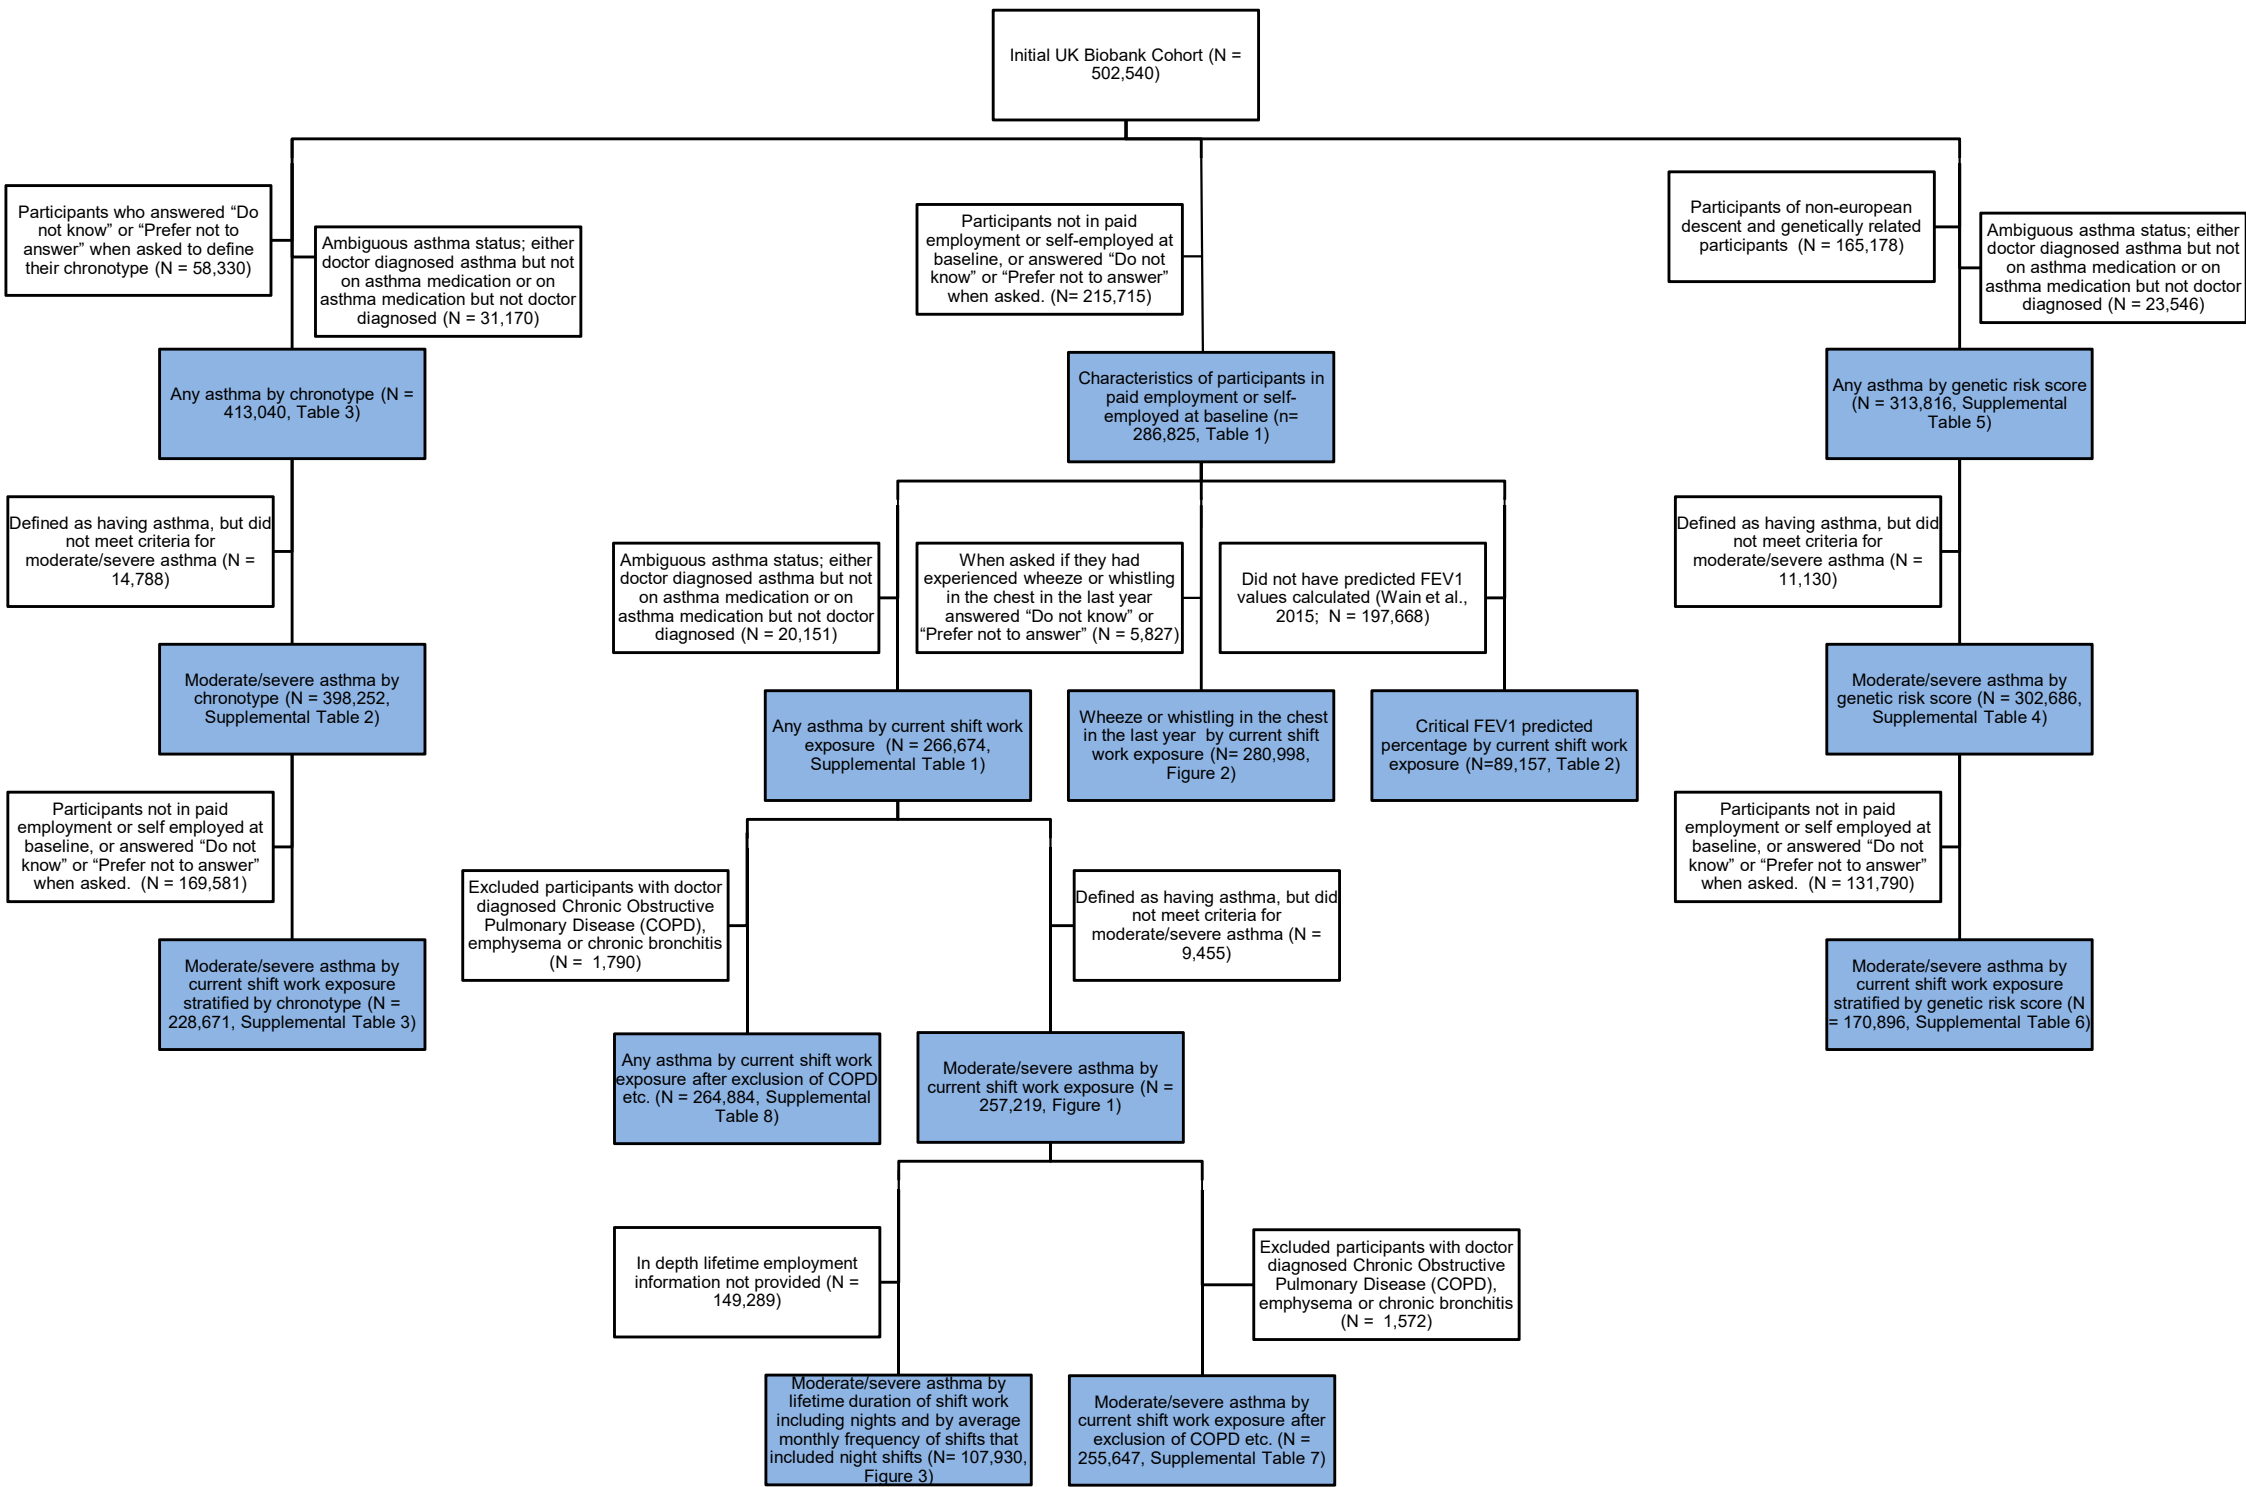 Initial UK Biobank Cohort (N =
502,540)
Participants who answered “Do
not know” or “Prefer not to
answer” when asked to define
their chronotype (N = 58,330)
Ambiguous asthma status; either
doctor diagnosed asthma but not
on asthma medication or on
asthma medication but not doctor
diagnosed (N = 31,170)
Participants not in paid
employment or self-employed at
baseline, or answered “Do not
know” or “Prefer not to answer”
when asked. (N= 215,715)
Participants of non-european
descent and genetically related
participants  (N = 165,178)
Ambiguous asthma status; either
doctor diagnosed asthma but not
on asthma medication or on
asthma medication but not doctor
diagnosed (N = 23,546)
Any asthma by chronotype (N =
413,040, Table 3)
Characteristics of participants in
paid employment or self-
employed at baseline (n=
286,825, Table 1)
Any asthma by genetic risk score
(N = 313,816, Supplemental
Table 5)
Defined as having asthma, but did
not meet criteria for
moderate/severe asthma (N =
14,788)
Ambiguous asthma status; either
doctor diagnosed asthma but not
on asthma medication or on
asthma medication but not doctor
diagnosed (N = 20,151)
When asked if they had
experienced wheeze or whistling
in the chest in the last year
answered “Do not know” or
“Prefer not to answer” (N = 5,827)
Did not have predicted FEV1
values calculated (Wain et al.,
2015;  N = 197,668)
Defined as having asthma, but did
not meet criteria for
moderate/severe asthma (N =
11,130)
Moderate/severe asthma by
chronotype (N = 398,252,
Supplemental Table 2)
Any asthma by current shift work
exposure  (N = 266,674,
Supplemental Table 1)
Wheeze or whistling in the chest
in the last year  by current shift
work exposure (N= 280,998,
Figure 2)
Critical FEV1 predicted
percentage by current shift work
exposure (N=89,157, Table 2)
Moderate/severe asthma by
genetic risk score (N = 302,686,
Supplemental Table 4)
Participants not in paid
employment or self employed at
baseline, or answered “Do not
know” or “Prefer not to answer”
when asked.  (N = 169,581)
Excluded participants with doctor
diagnosed Chronic Obstructive
Pulmonary Disease (COPD),
emphysema or chronic bronchitis
(N =  1,790)
Defined as having asthma, but did
not meet criteria for
moderate/severe asthma (N =
9,455)
Participants not in paid
employment or self employed at
baseline, or answered “Do not
know” or “Prefer not to answer”
when asked.  (N = 131,790)
Moderate/severe asthma by
current shift work exposure
stratified by chronotype (N =
228,671, Supplemental Table 3)
Any asthma by current shift work
exposure after exclusion of COPD
etc. (N = 264,884, Supplemental
Table 8)
Moderate/severe asthma by
current shift work exposure (N =
257,219, Figure 1)
Moderate/severe asthma by
current shift work exposure
stratified by genetic risk score (N
= 170,896, Supplemental Table 6)
In depth lifetime employment
information not provided (N =
149,289)
Excluded participants with doctor
diagnosed Chronic Obstructive
Pulmonary Disease (COPD),
emphysema or chronic bronchitis
(N =  1,572)
Moderate/severe asthma by
lifetime duration of shift work
including nights and by average
monthly frequency of shifts that
included night shifts (N= 107,930,
Figure 3)
Moderate/severe asthma by
current shift work exposure after
exclusion of COPD etc. (N =
255,647, Supplemental Table 7)